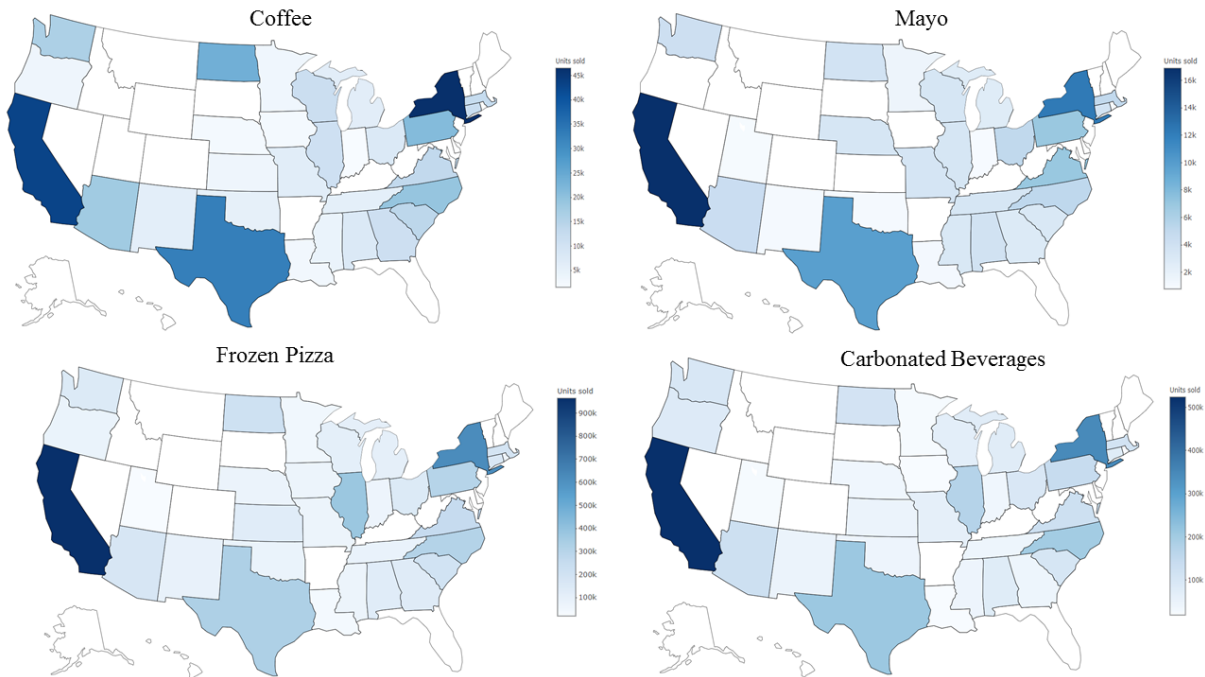 Coffee
Mayo
Units sold
45k
40k
35k
30k
25k
20k
15k
10k
5k
Units sold
16k
14k
12k
10k
8k
6k
4k
2k
Frozen Pizza
Carbonated Beverages
Units sold
900k
800k
700k
600k
500k
400k
300k
200k
100k
Units sold
500k
400k
300k
200k
100k